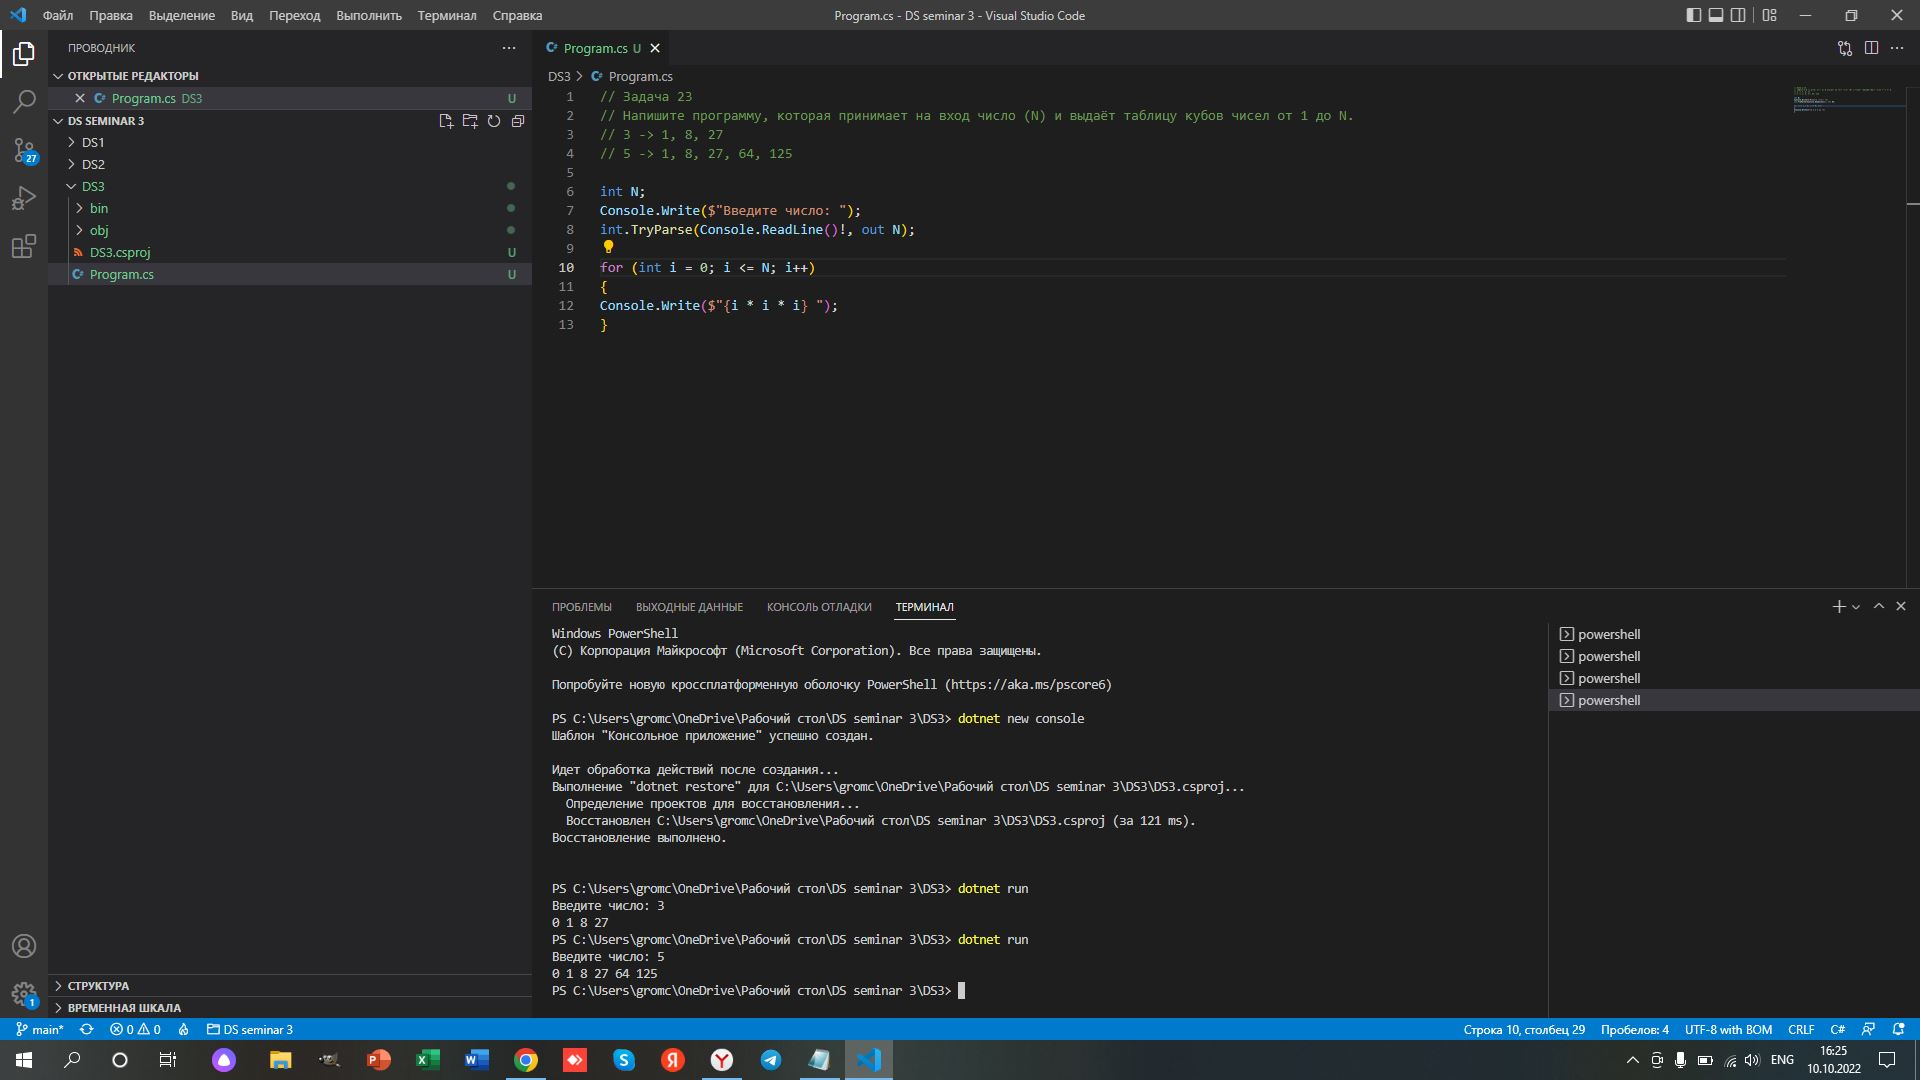 Файл Правка Выделение Вид Переход Выполнить Терминал Справка
Program.cs - DS seminar 3 - Visual Studio Code
ПРОВОДНИК
ОТКРЫТЫЕ РЕДАКТОРЫ
Program.cs DS3 U
DS SEMINAR 3
DS1
DS2
DS3
bin
obj
DS3.csproj U
Program.cs U
СТРУКТУРА
ВРЕМЕННАЯ ШКАЛА
27
1
Program.cs U
DS3 > Program.cs
1 // Задача 23
2 // Напишите программу, которая принимает на вход число (N) и выдаёт таблицу кубов чисел от 1 до N.
3 // 3 -> 1, 8, 27
4 // 5 -> 1, 8, 27, 64, 125
5
6 int N;
7 Console.Write($"Введите число: ");
8 int.TryParse(Console.ReadLine()!, out N);
9
10 for (int i = 0; i <= N; i++)
11 {
12 Console.Write($"{i * i * i} ");
13 }
ПРОБЛЕМЫ ВЫХОДНЫЕ ДАННЫЕ КОНСОЛЬ ОТЛАДКИ ТЕРМИНАЛ
Windows PowerShell
(C) Корпорация Майкрософт (Microsoft Corporation). Все права защищены.
Попробуйте новую кроссплатформенную оболочку PowerShell (https://aka.ms/pscore6)
PS C:\Users\gromc\OneDrive\Рабочий стол\DS seminar 3\DS3> dotnet new console
Шаблон "Консольное приложение" успешно создан.
Идет обработка действий после создания...
Выполнение "dotnet restore" для C:\Users\gromc\OneDrive\Рабочий стол\DS seminar 3\DS3\DS3.csproj...
Определение проектов для восстановления...
Восстановлен C:\Users\gromc\OneDrive\Рабочий стол\DS seminar 3\DS3\DS3.csproj (за 121 ms).
Восстановление выполнено.
PS C:\Users\gromc\OneDrive\Рабочий стол\DS seminar 3\DS3> dotnet run
Введите число: 3
0 1 8 27
PS C:\Users\gromc\OneDrive\Рабочий стол\DS seminar 3\DS3> dotnet run
Введите число: 5
0 1 8 27 64 125
PS C:\Users\gromc\OneDrive\Рабочий стол\DS seminar 3\DS3>
powershell
powershell
powershell
powershell
main* 0 0 DS seminar 3
Строка 10, столбец 29 Пробелов: 4 UTF-8 with BOM CRLF C#
ENG
16:25
10.10.2022